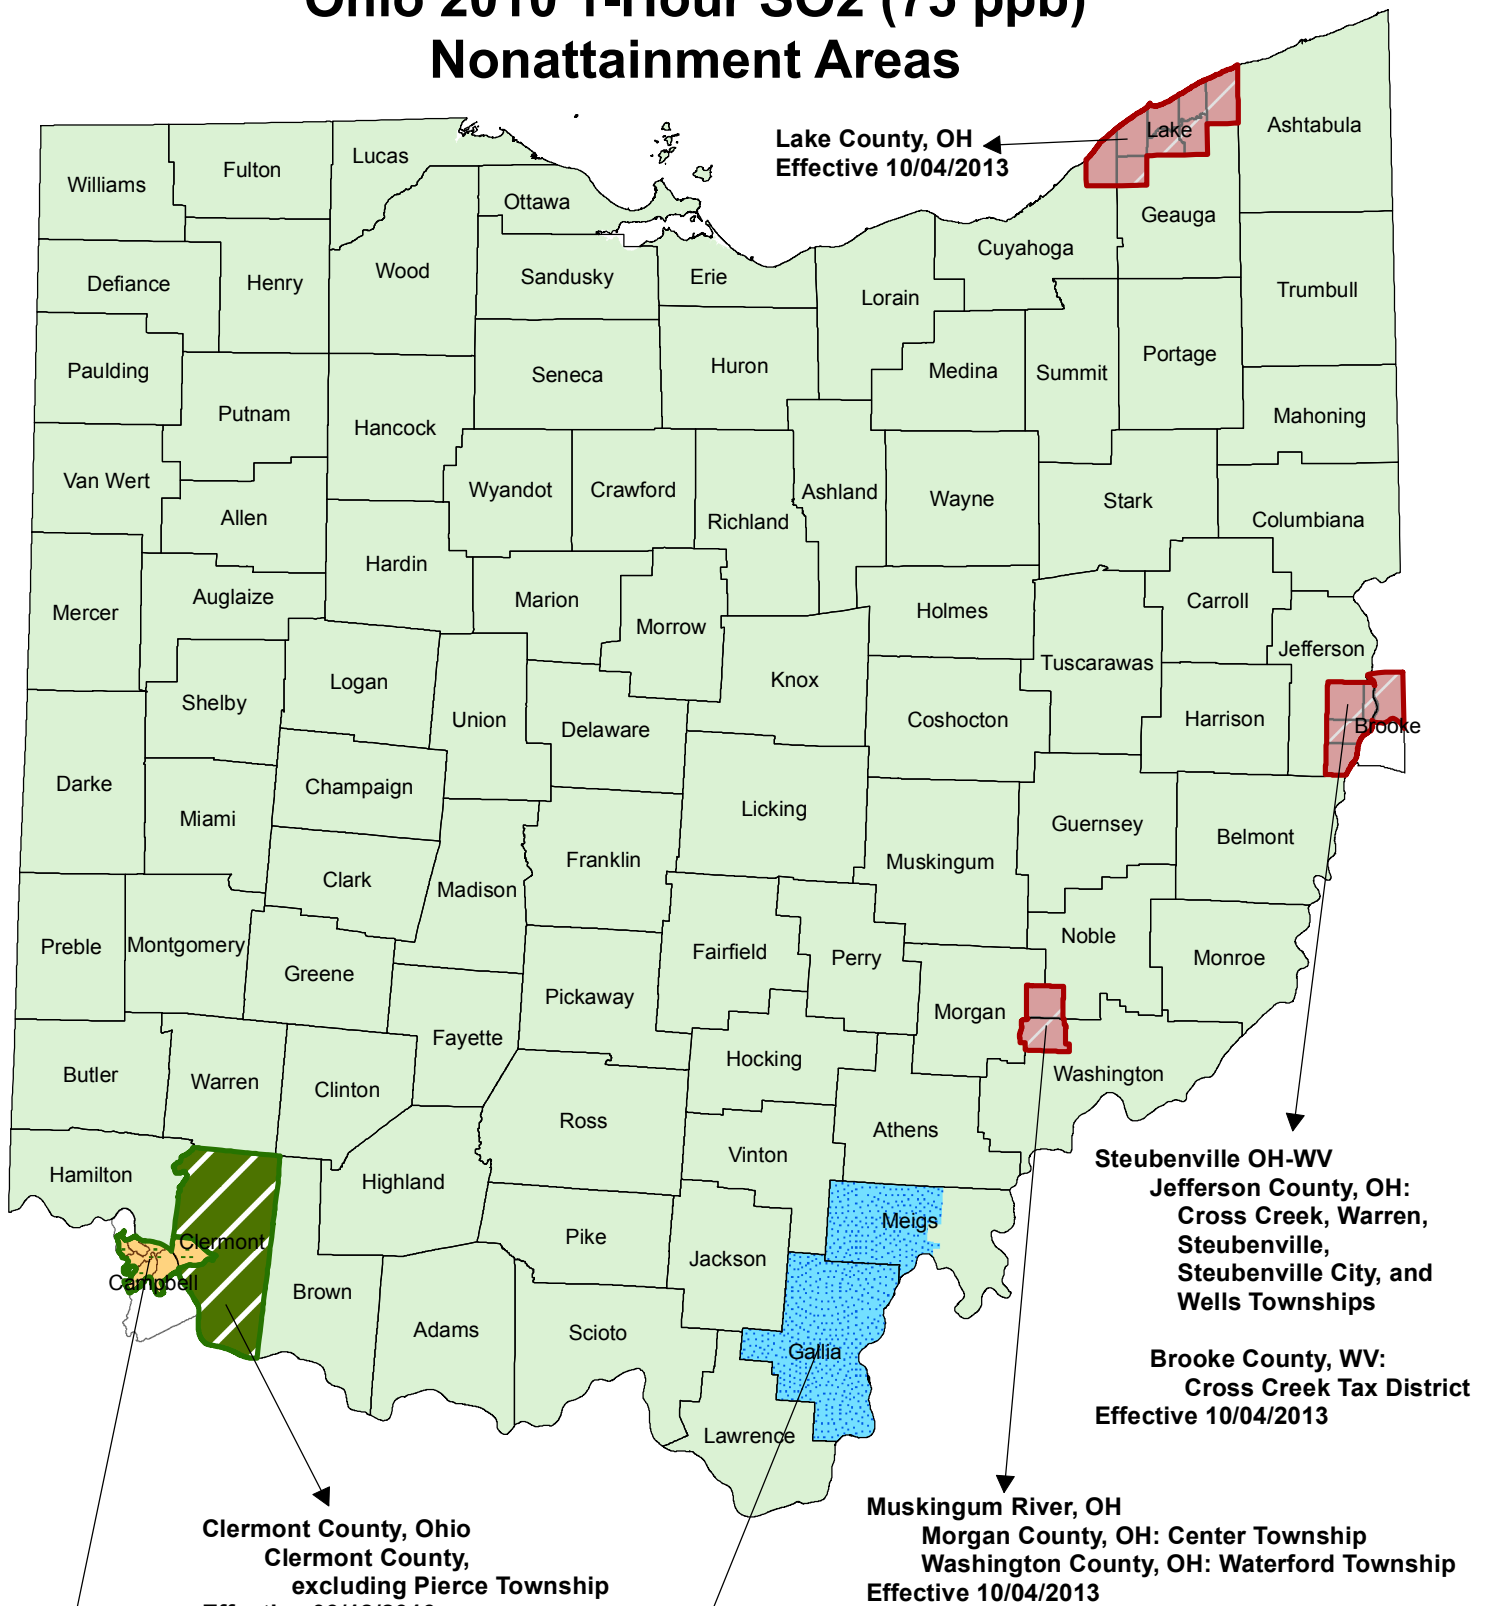 Ohio 2010 1-Hour SO2 (75 ppb)
Nonattainment Areas
Lake County, OH
Effective 10/04/2013
Lake
Ashtabula
Williams
Fulton
Lucas
Ottawa
Geauga
Cuyahoga
Defiance
Henry
Wood
Sandusky
Erie
Lorain
Trumbull
Paulding
Putnam
Hancock
Seneca
Huron
Medina
Summit
Portage
Mahoning
Van Wert
Allen
Wyandot
Crawford
Richland
Ashland
Wayne
Stark
Columbiana
Mercer
Auglaize
Hardin
Marion
Morrow
Holmes
Carroll
Jefferson
Tuscarawas
Shelby
Logan
Union
Delaware
Knox
Coshocton
Harrison
Brooke
Darke
Miami
Champaign
Licking
Guernsey
Belmont
Clark
Madison
Franklin
Muskingum
Preble
Montgomery
Greene
Pickaway
Fairfield
Perry
Noble
Monroe
Morgan
Butler
Warren
Clinton
Fayette
Hocking
Washington
Ross
Athens
Vinton
Hamilton
Highland
Clermont
Campbell
Pike
Jackson
Meigs
Brown
Adams
Scioto
Gallia
Lawrence
Steubenville OH-WV
Jefferson County, OH:
Cross Creek, Warren,
Steubenville,
Steubenville City, and
Wells Townships
Brooke County, WV:
Cross Creek Tax District
Effective 10/04/2013
Clermont County, Ohio
Clermont County,
excluding Pierce Township
Muskingum River, OH
Morgan County, OH: Center Township
Washington County, OH: Waterford Township
Effective 10/04/2013